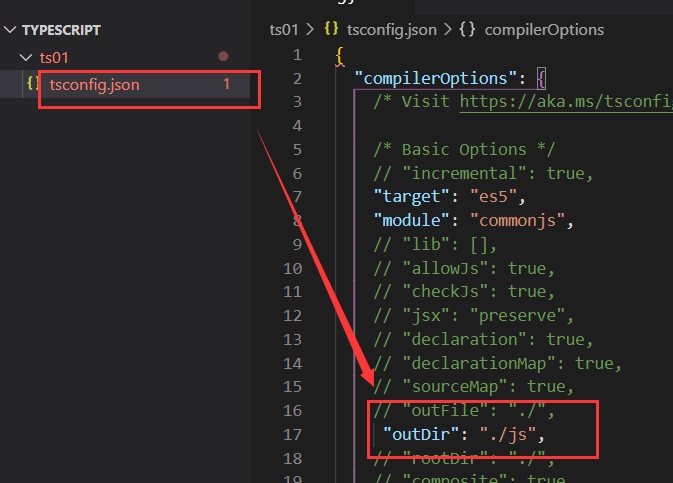 TYPESCRIPT
ts01
{} tsconfig.json 1
ts01 > {} tsconfig.json > {} compilerOptions
1 {
2 "compilerOptions": {
3 /* Visit https://aka.ms/tsconfig
4
5 /* Basic Options */
6 // "incremental": true,
7 "target": "es5",
8 "module": "commonjs",
9 // "lib": [],
10 // "allowJs": true,
11 // "checkJs": true,
12 // "jsx": "preserve",
13 // "declaration": true,
14 // "declarationMap": true,
15 // "sourceMap": true,
16 // "outFile": "./",
17 "outDir": "./js",
18 // "rootDir": "./",
19 // "composite": true